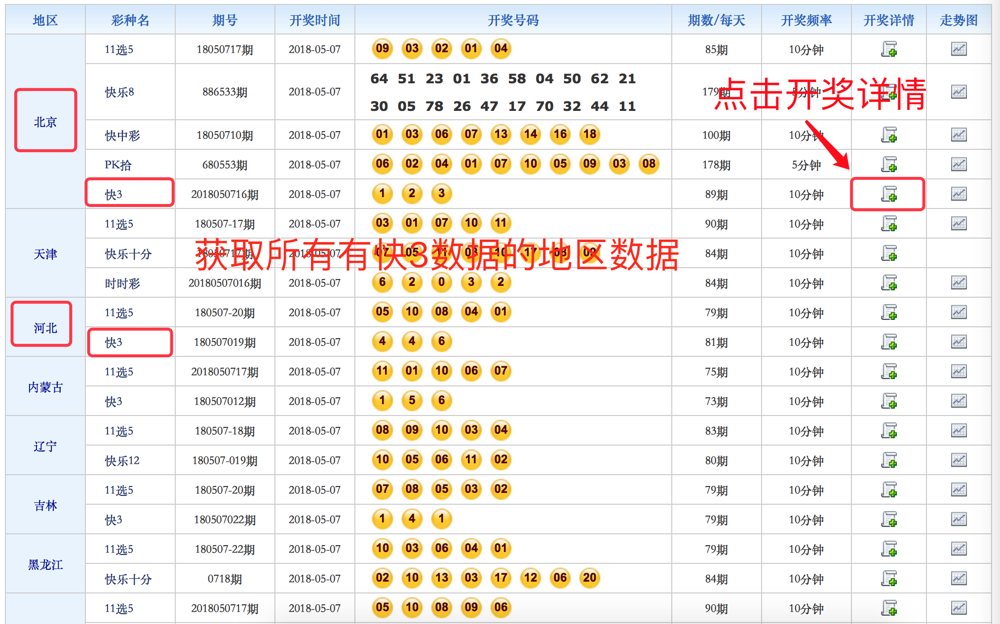 地区 彩种名 期号 开奖时间 开奖号码 期数/每天 开奖频率 开奖详情 走势图
北京
11选5 18050717期 2018-05-07 09 03 02 01 04 85期 10分钟
快乐8 886533期 2018-05-07 64 51 23 01 36 58 04 50 62 21 179期 5分钟
30 05 78 26 47 17 70 32 44 11
点击开奖详情
快中彩 18050710期 2018-05-07 01 03 06 07 13 14 16 18 100期 10分钟
PK拾 680553期 2018-05-07 06 02 04 01 07 10 05 09 03 08 178期 5分钟
快3 2018050716期 2018-05-07 1 2 3 89期 10分钟
天津
11选5 180507-17期 2018-05-07 03 01 07 10 11 90期 10分钟
快乐十分 18050717期 2018-05-07 07 05 11 03 10 17 08 09 84期 10分钟
获取所有有快3数据的地区数据
时时彩 20180507016期 2018-05-07 6 2 0 3 2 84期 10分钟
河北
11选5 180507-20期 2018-05-07 05 10 08 04 01 79期 10分钟
快3 180507019期 2018-05-07 4 4 6 81期 10分钟
内蒙古
11选5 2018050717期 2018-05-07 11 01 10 06 07 75期 10分钟
快3 180507012期 2018-05-07 1 5 6 73期 10分钟
辽宁
11选5 180507-18期 2018-05-07 08 09 10 03 04 83期 10分钟
快乐12 180507-019期 2018-05-07 10 05 06 11 02 80期 10分钟
吉林
11选5 180507-20期 2018-05-07 07 08 05 03 02 79期 10分钟
快3 180507022期 2018-05-07 1 4 1 79期 10分钟
黑龙江
11选5 180507-22期 2018-05-07 10 03 06 04 01 79期 10分钟
快乐十分 0718期 2018-05-07 02 10 13 03 17 12 06 20 84期 10分钟
11选5 2018050717期 2018-05-07 05 10 08 09 06 90期 10分钟